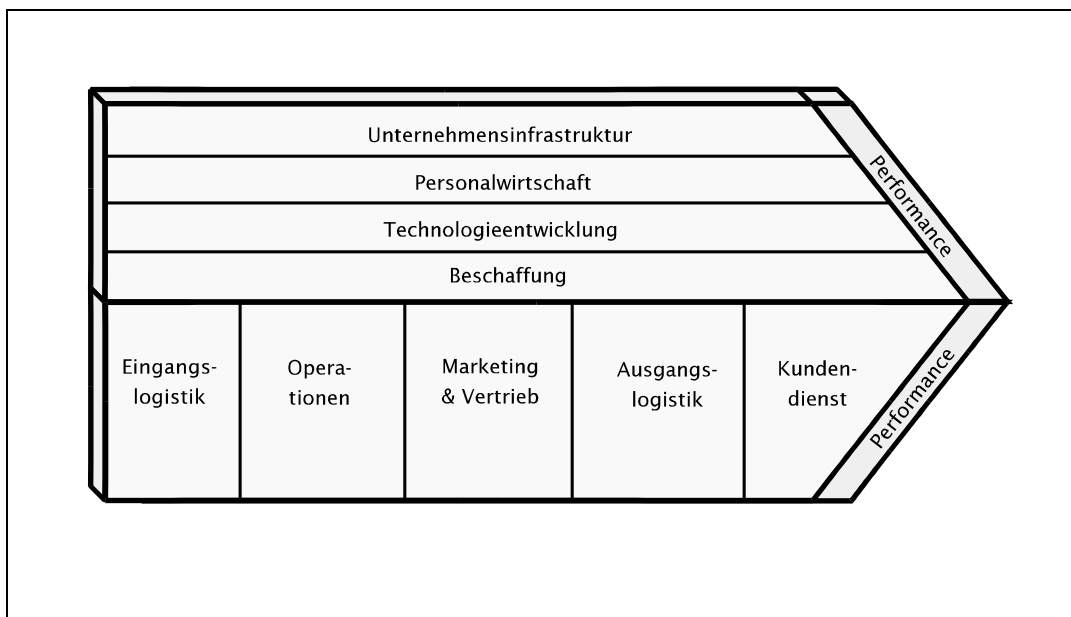 Unternehmensinfrastruktur
Personalwirtschaft
Technologieentwicklung
Beschaffung
Performance
Eingangs-
logistik
Opera-
tionen
Marketing
& Vertrieb
Ausgangs-
logistik
Kunden-
dienst
Performance